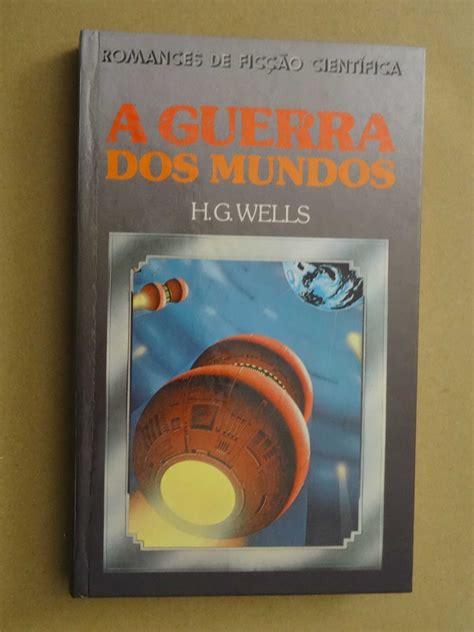 ROMANCES DE FICÇÃO CIENTÍFICA
A GUERRA
DOS MUNDOS
H.G.WELLS